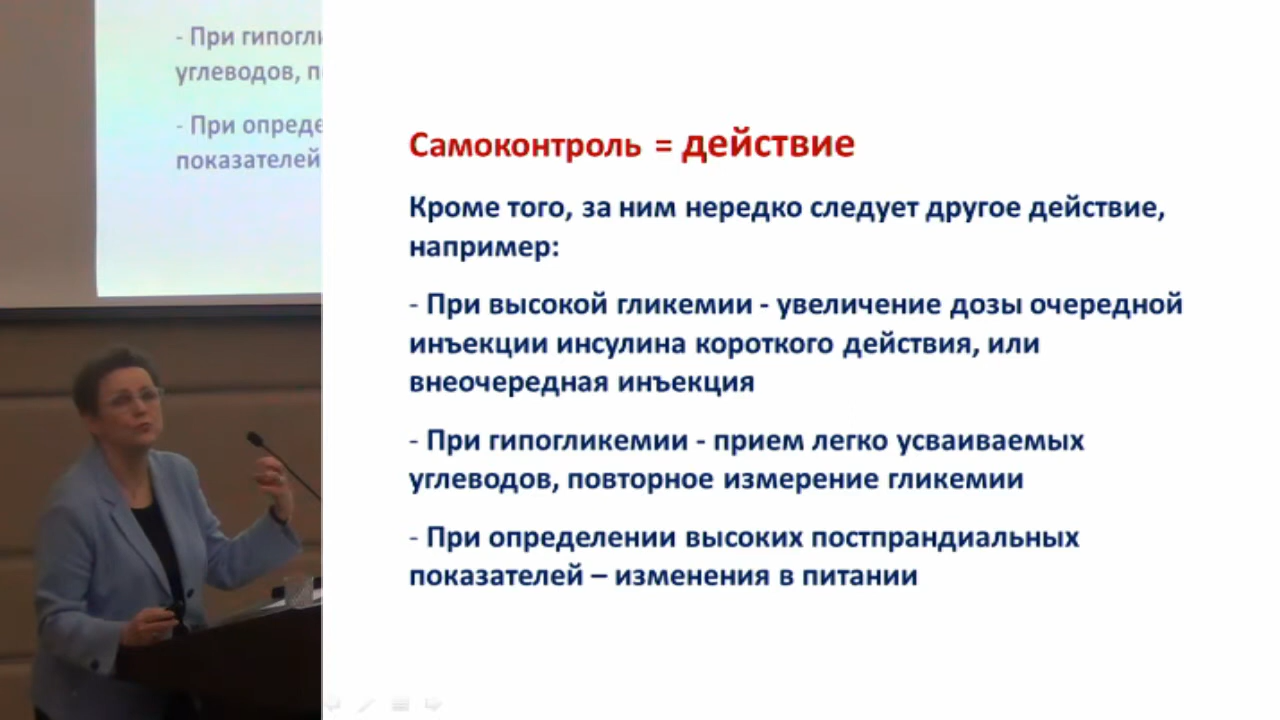 - При гипогли
углеводов, п
- При опреде
показателей
Самоконтроль = действие
Кроме того, за ним нередко следует другое действие,
например:
- При высокой гликемии - увеличение дозы очередной
инъекции инсулина короткого действия, или
внеочередная инъекция
- При гипогликемии - прием легко усваиваемых
углеводов, повторное измерение гликемии
- При определении высоких постпрандиальных
показателей – изменения в питании